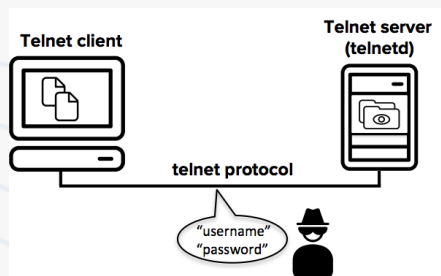 Telnet client
Telnet server
(telnetd)
telnet protocol
“username”
“password”